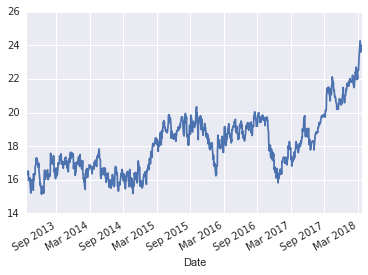 26
24
22
20
18
16
14
Sep 2013
Mar 2014
Sep 2014
Mar 2015
Sep 2015
Mar 2016
Sep 2016
Mar 2017
Sep 2017
Mar 2018
Date